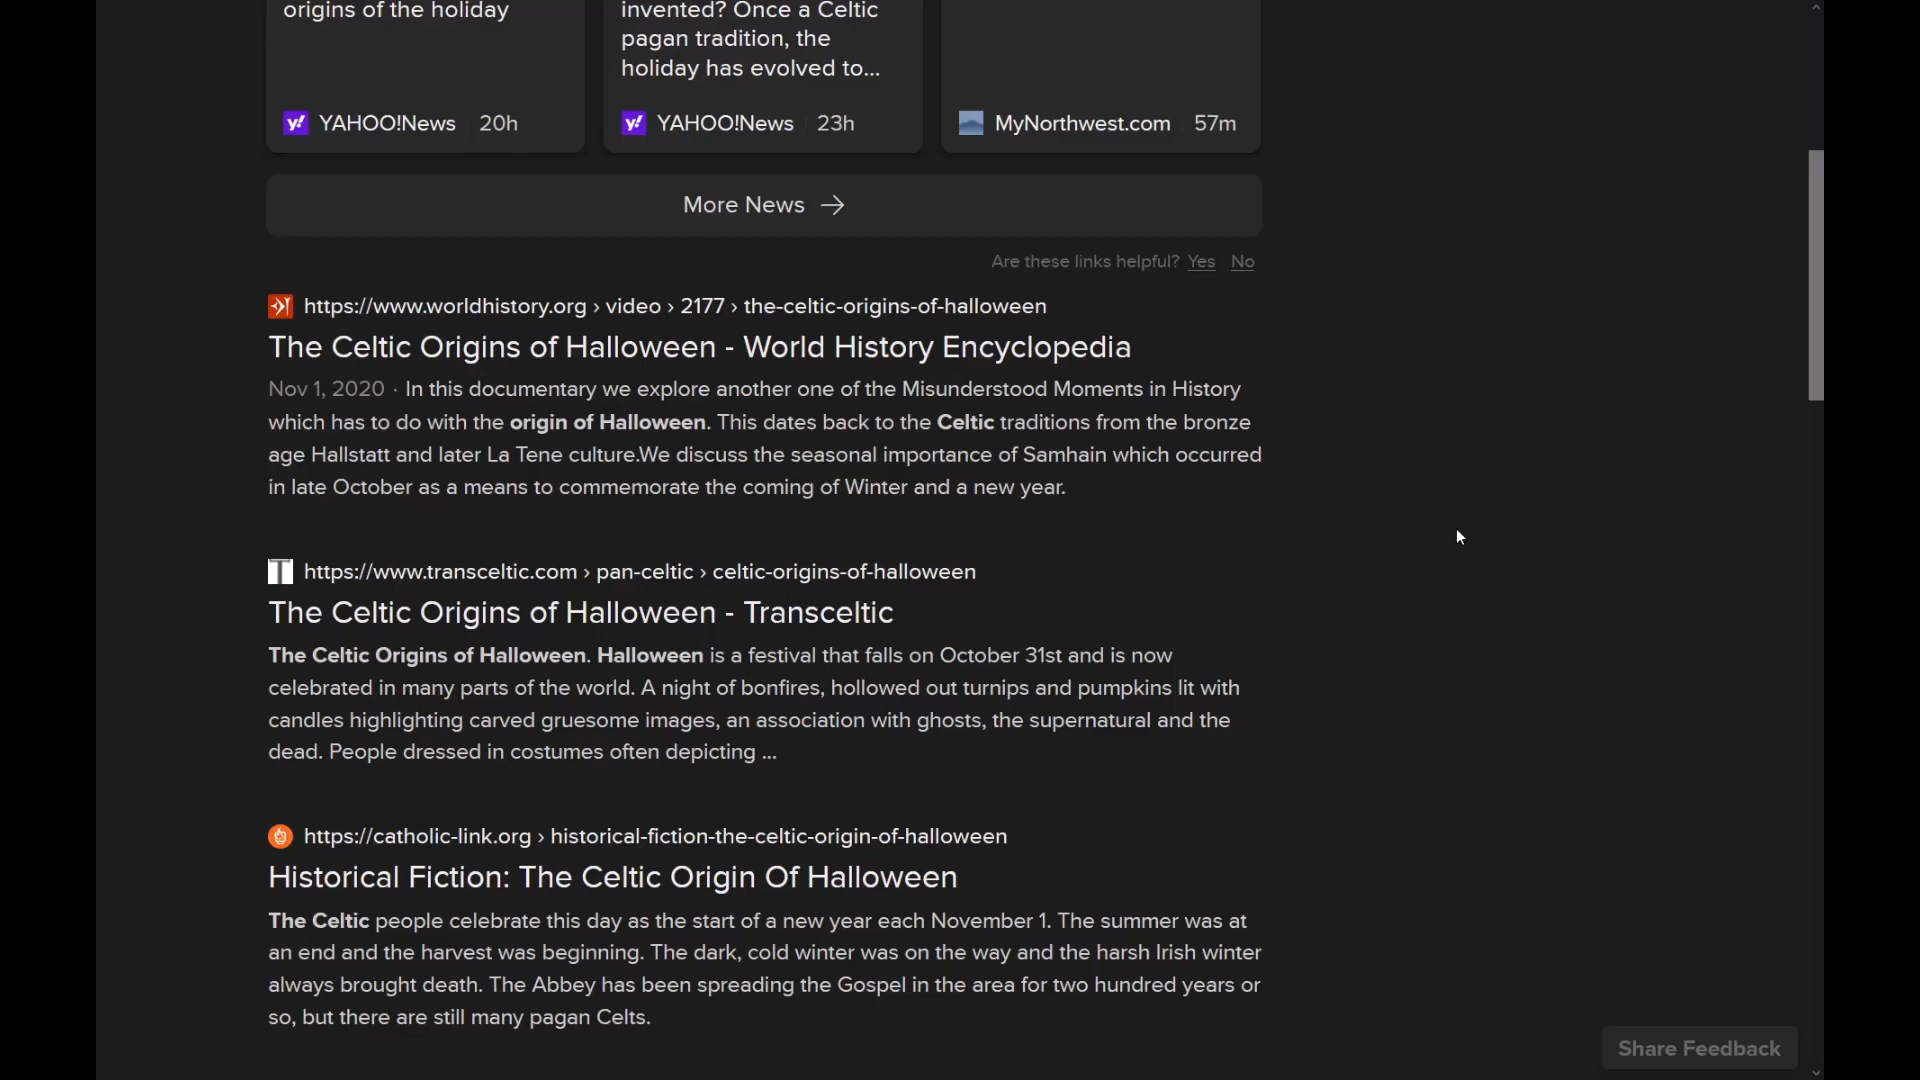 origins of the holiday
invented? Once a Celtic
pagan tradition, the
holiday has evolved to...
y! YAHOO!News 20h
y! YAHOO!News 23h
MyNorthwest.com 57m
More News →
Are these links helpful? Yes No
https://www.worldhistory.org › video › 2177 › the-celtic-origins-of-halloween
The Celtic Origins of Halloween - World History Encyclopedia
Nov 1, 2020 · In this documentary we explore another one of the Misunderstood Moments in History
which has to do with the origin of Halloween. This dates back to the Celtic traditions from the bronze
age Hallstatt and later La Tene culture.We discuss the seasonal importance of Samhain which occurred
in late October as a means to commemorate the coming of Winter and a new year.
T https://www.transceltic.com › pan-celtic › celtic-origins-of-halloween
The Celtic Origins of Halloween - Transceltic
The Celtic Origins of Halloween. Halloween is a festival that falls on October 31st and is now
celebrated in many parts of the world. A night of bonfires, hollowed out turnips and pumpkins lit with
candles highlighting carved gruesome images, an association with ghosts, the supernatural and the
dead. People dressed in costumes often depicting ...
https://catholic-link.org › historical-fiction-the-celtic-origin-of-halloween
Historical Fiction: The Celtic Origin Of Halloween
The Celtic people celebrate this day as the start of a new year each November 1. The summer was at
an end and the harvest was beginning. The dark, cold winter was on the way and the harsh Irish winter
always brought death. The Abbey has been spreading the Gospel in the area for two hundred years or
so, but there are still many pagan Celts.
Share Feedback